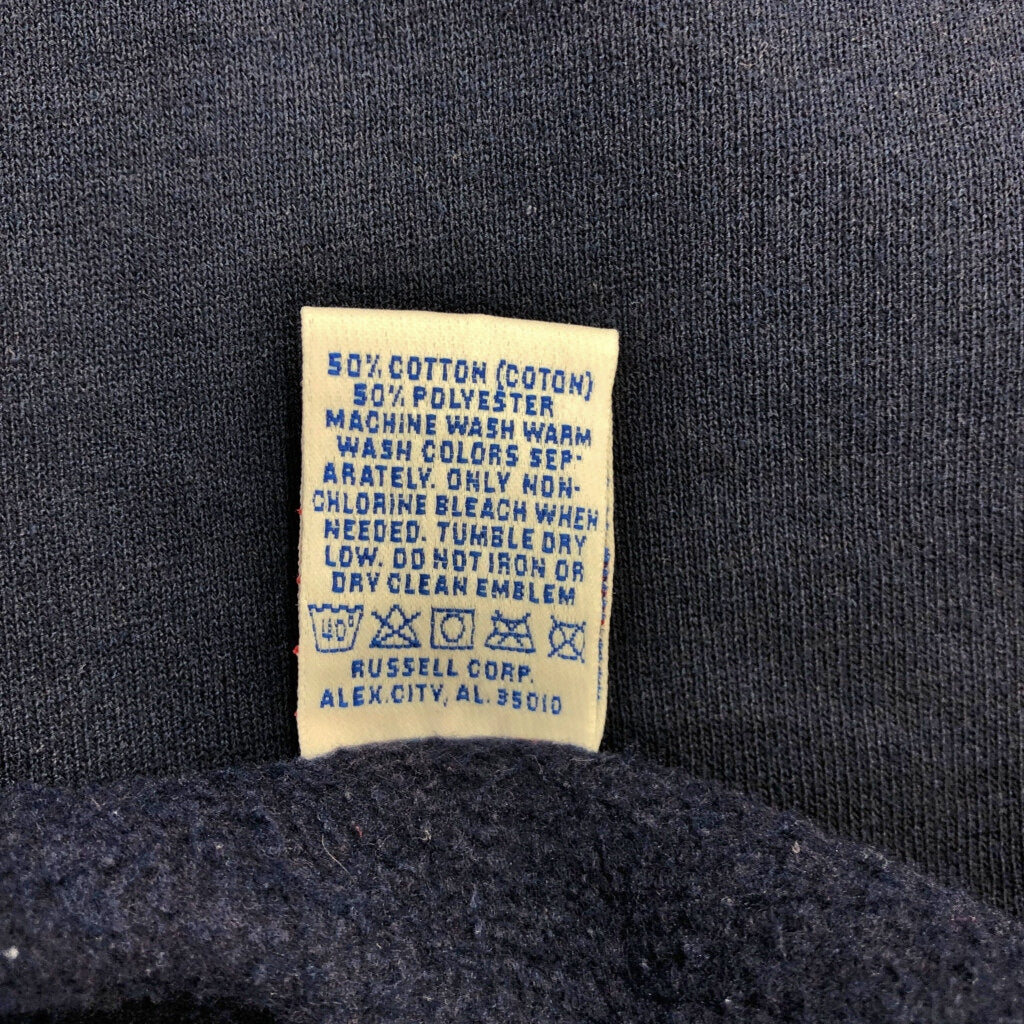 50% COTTON (COTON)
50% POLYESTER
MACHINE WASH WARM
WASH COLORS SEP-
ARATELY. ONLY NON-
CHLORINE BLEACH WHEN
NEEDED. TUMBLE DRY
LOW. DO NOT IRON OR
DRY CLEAN EMBLEM
40°
RUSSELL CORP.
ALEX.CITY, AL. 35010